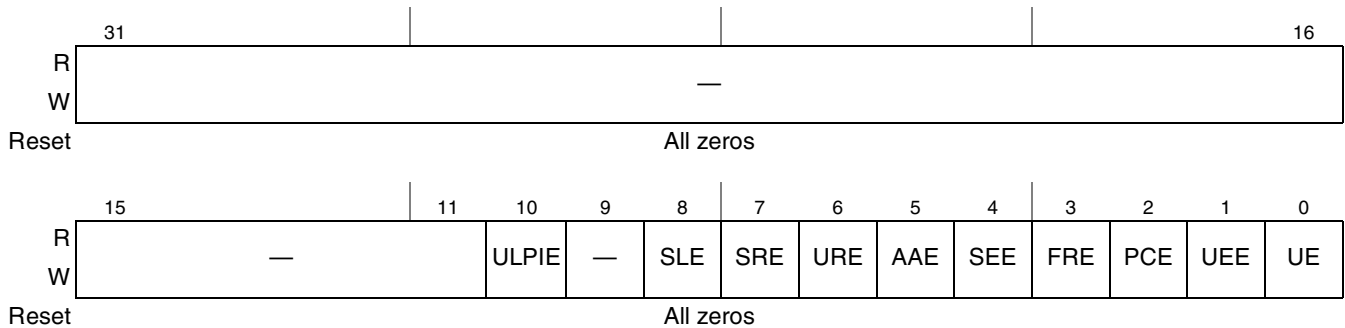 31 16
R
—
W
Reset All zeros
15 11 10 9 8 7 6 5 4 3 2 1 0
R
— ULPIE — SLE SRE URE AAE SEE FRE PCE UEE UE
W
Reset All zeros